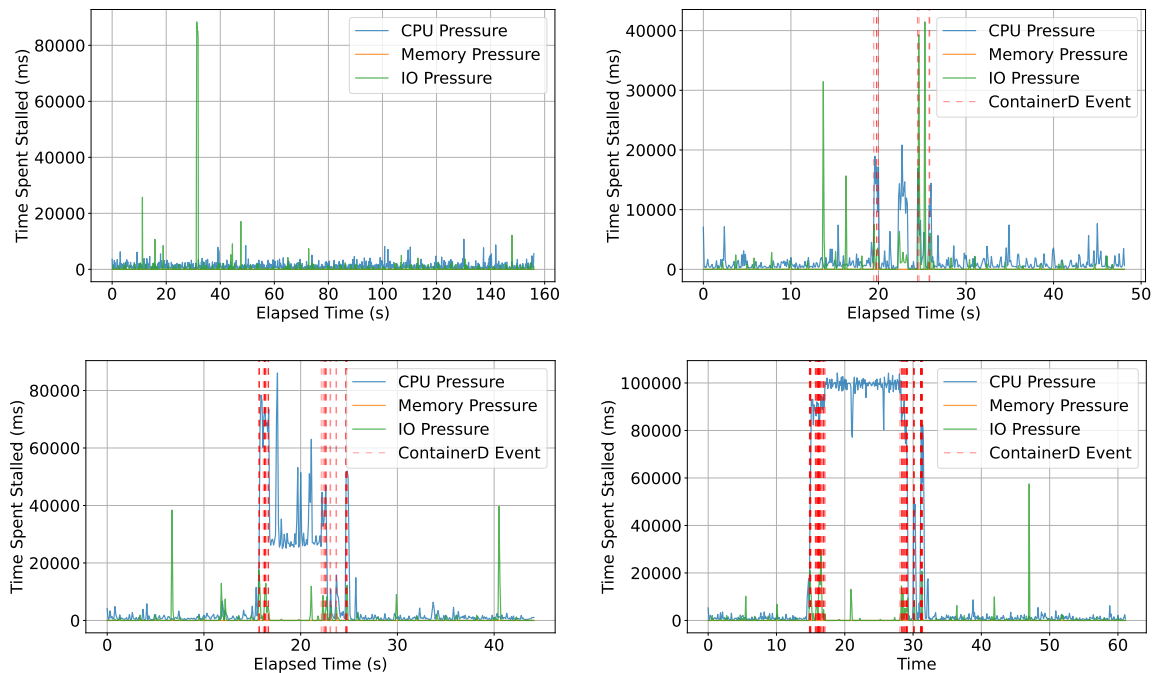 Time Spent Stalled (ms)
80000
60000
40000
20000
0
CPU Pressure
Memory Pressure
IO Pressure
0 20 40 60 80 100 120 140 160
Elapsed Time (s)
Time Spent Stalled (ms)
40000
30000
20000
10000
0
CPU Pressure
Memory Pressure
IO Pressure
ContainerD Event
0 10 20 30 40 50
Elapsed Time (s)
Time Spent Stalled (ms)
80000
60000
40000
20000
0
CPU Pressure
Memory Pressure
IO Pressure
ContainerD Event
0 10 20 30 40
Elapsed Time (s)
Time Spent Stalled (ms)
100000
80000
60000
40000
20000
0
CPU Pressure
Memory Pressure
IO Pressure
ContainerD Event
0 10 20 30 40 50 60
Time